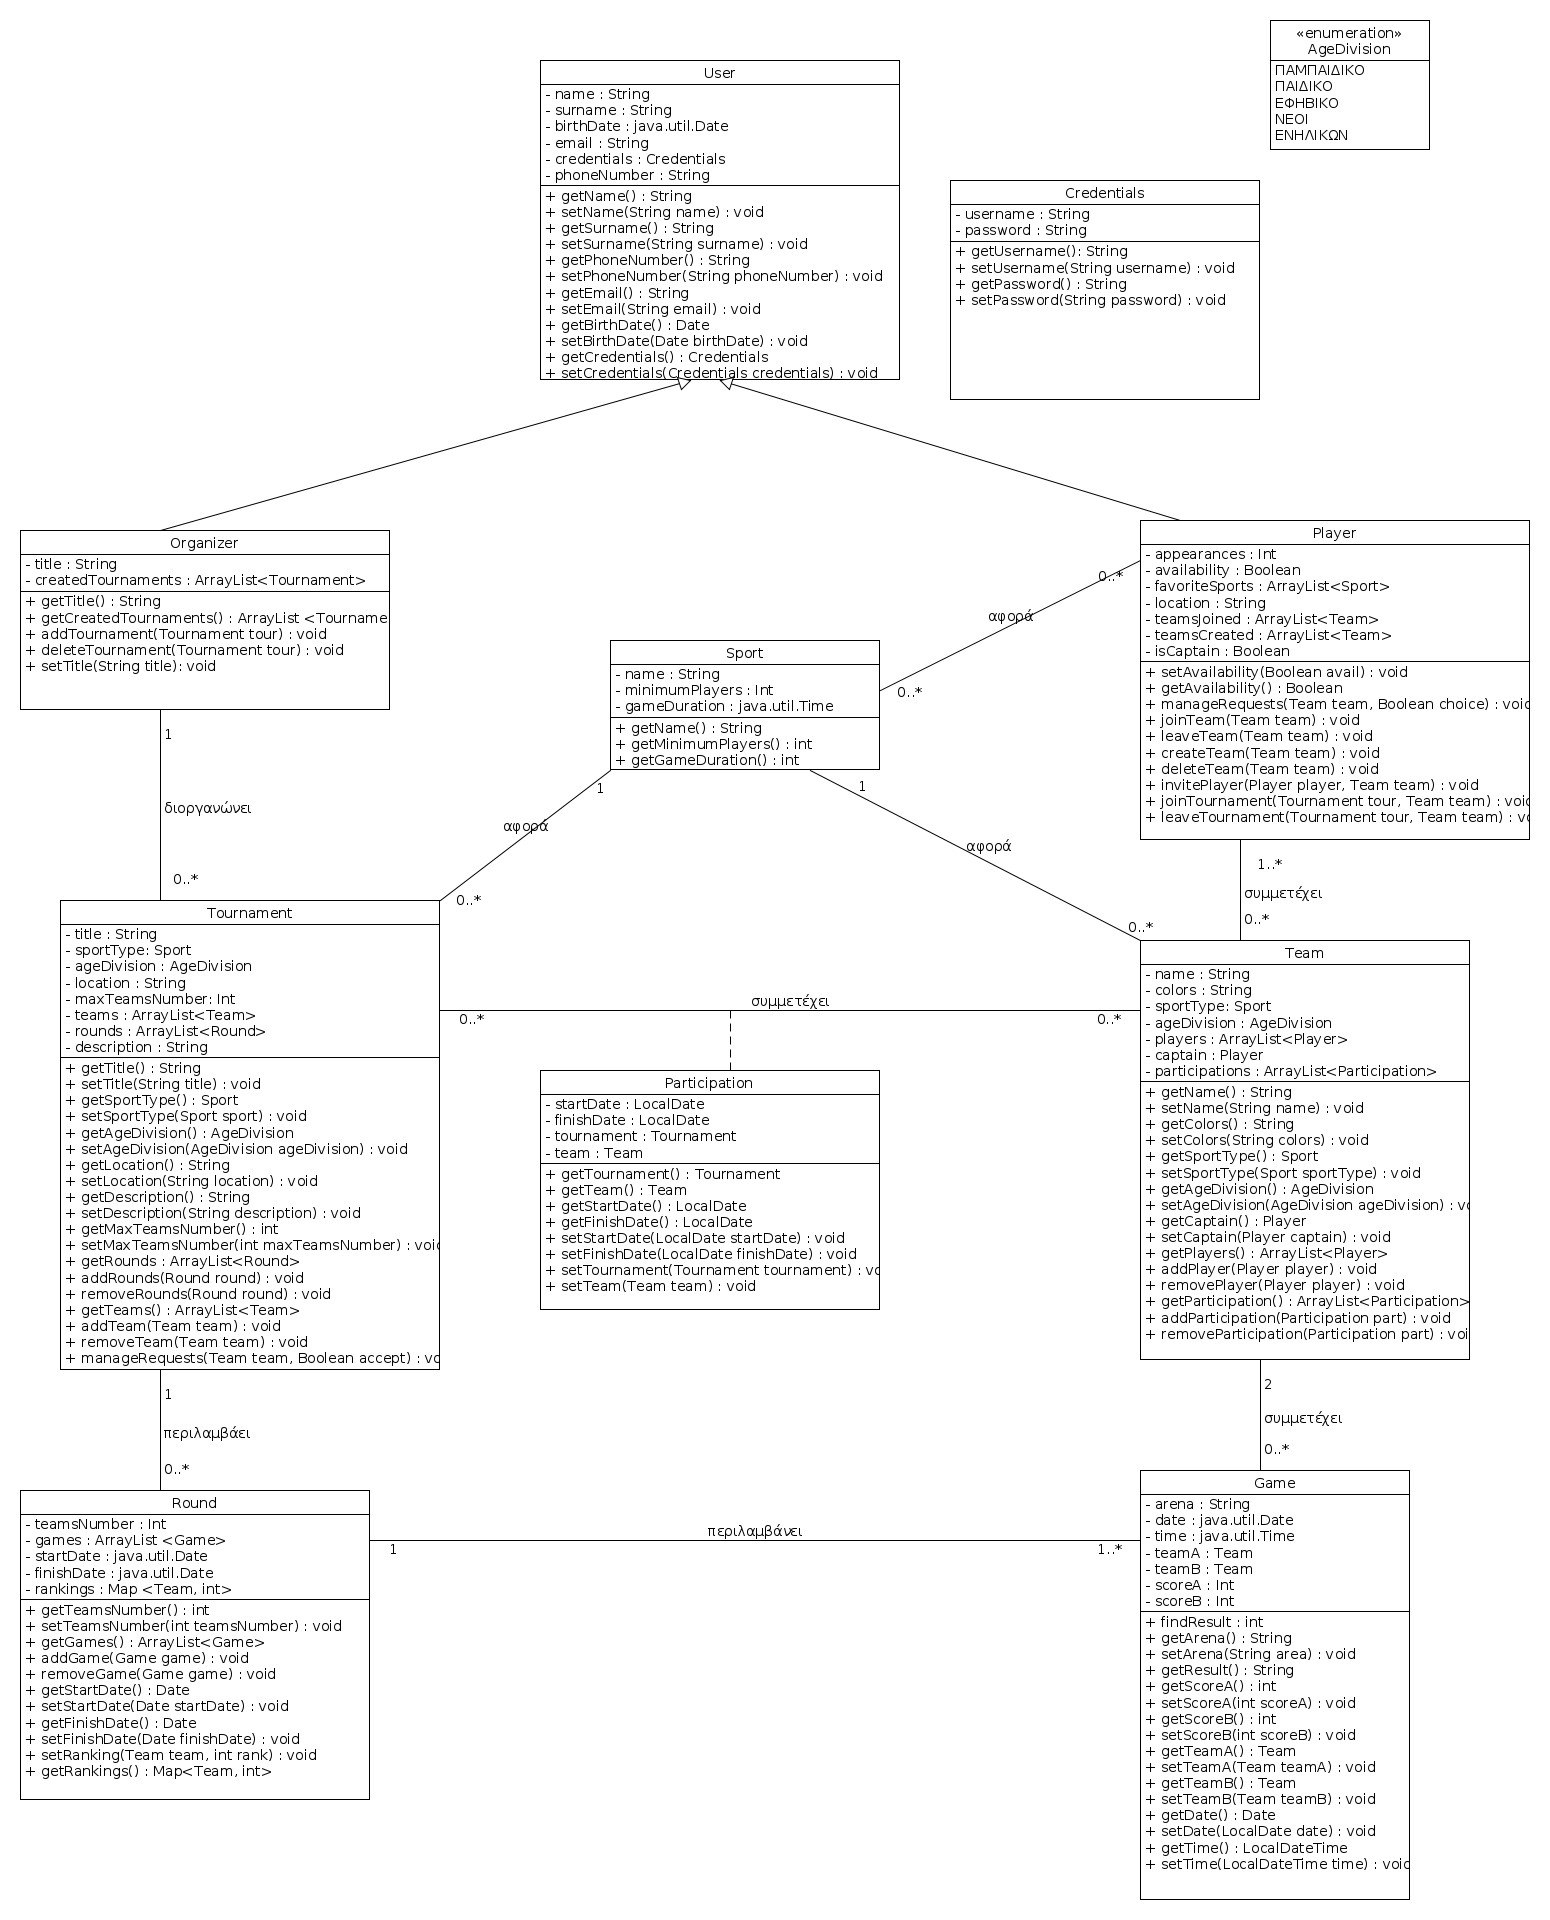 «enumeration»
AgeDivision
ΠΑΜΠΑΙΔΙΚΟ
ΠΑΙΔΙΚΟ
ΕΦΗΒΙΚΟ
ΝΕΟΙ
ΕΝΗΛΙΚΩΝ
User
- name : String
- surname : String
- birthDate : java.util.Date
- email : String
- credentials : Credentials
- phoneNumber : String
+ getName() : String
+ setName(String name) : void
+ getSurname() : String
+ setSurname(String surname) : void
+ getPhoneNumber() : String
+ setPhoneNumber(String phoneNumber) : void
+ getEmail() : String
+ setEmail(String email) : void
+ getBirthDate() : Date
+ setBirthDate(Date birthDate) : void
+ getCredentials() : Credentials
+ setCredentials(Credentials credentials) : void
Credentials
- username : String
- password : String
+ getUsername(): String
+ setUsername(String username) : void
+ getPassword() : String
+ setPassword(String password) : void
Organizer
- title : String
- createdTournaments : ArrayList<Tournament>
+ getTitle() : String
+ getCreatedTournaments() : ArrayList <Tourname
+ addTournament(Tournament tour) : void
+ deleteTournament(Tournament tour) : void
+ setTitle(String title): void
Player
- appearances : Int
- availability : Boolean
- favoriteSports : ArrayList<Sport>
- location : String
- teamsJoined : ArrayList<Team>
- teamsCreated : ArrayList<Team>
- isCaptain : Boolean
+ setAvailability(Boolean avail) : void
+ getAvailability() : Boolean
+ manageRequests(Team team, Boolean choice) : void
+ joinTeam(Team team) : void
+ leaveTeam(Team team) : void
+ createTeam(Team team) : void
+ deleteTeam(Team team) : void
+ invitePlayer(Player player, Team team) : void
+ joinTournament(Tournament tour, Team team) : void
+ leaveTournament(Tournament tour, Team team) : vo
0..*
αφορά
0..*
Sport
- name : String
- minimumPlayers : Int
- gameDuration : java.util.Time
+ getName() : String
+ getMinimumPlayers() : int
+ getGameDuration() : int
1
διοργανώνει
0..*
1
αφορά
0..*
1
αφορά
0..*
1..*
συμμετέχει
0..*
Tournament
- title : String
- sportType: Sport
- ageDivision : AgeDivision
- location : String
- maxTeamsNumber: Int
- teams : ArrayList<Team>
- rounds : ArrayList<Round>
- description : String
+ getTitle() : String
+ setTitle(String title) : void
+ getSportType() : Sport
+ setSportType(Sport sport) : void
+ getAgeDivision() : AgeDivision
+ setAgeDivision(AgeDivision ageDivision) : void
+ getLocation() : String
+ setLocation(String location) : void
+ getDescription() : String
+ setDescription(String description) : void
+ getMaxTeamsNumber() : int
+ setMaxTeamsNumber(int maxTeamsNumber) : void
+ getRounds : ArrayList<Round>
+ addRounds(Round round) : void
+ removeRounds(Round round) : void
+ getTeams() : ArrayList<Team>
+ addTeam(Team team) : void
+ removeTeam(Team team) : void
+ manageRequests(Team team, Boolean accept) : vo
συμμετέχει
0..*
0..*
Participation
- startDate : LocalDate
- finishDate : LocalDate
- tournament : Tournament
- team : Team
+ getTournament() : Tournament
+ getTeam() : Team
+ getStartDate() : LocalDate
+ getFinishDate() : LocalDate
+ setStartDate(LocalDate startDate) : void
+ setFinishDate(LocalDate finishDate) : void
+ setTournament(Tournament tournament) : vo
+ setTeam(Team team) : void
Team
- name : String
- colors : String
- sportType: Sport
- ageDivision : AgeDivision
- players : ArrayList<Player>
- captain : Player
- participations : ArrayList<Participation>
+ getName() : String
+ setName(String name) : void
+ getColors() : String
+ setColors(String colors) : void
+ getSportType() : Sport
+ setSportType(Sport sportType) : void
+ getAgeDivision() : AgeDivision
+ setAgeDivision(AgeDivision ageDivision) : vo
+ getCaptain() : Player
+ setCaptain(Player captain) : void
+ getPlayers() : ArrayList<Player>
+ addPlayer(Player player) : void
+ removePlayer(Player player) : void
+ getParticipation() : ArrayList<Participation>
+ addParticipation(Participation part) : void
+ removeParticipation(Participation part) : voi
1
περιλαμβάει
0..*
2
συμμετέχει
0..*
Round
- teamsNumber : Int
- games : ArrayList <Game>
- startDate : java.util.Date
- finishDate : java.util.Date
- rankings : Map <Team, int>
+ getTeamsNumber() : int
+ setTeamsNumber(int teamsNumber) : void
+ getGames() : ArrayList<Game>
+ addGame(Game game) : void
+ removeGame(Game game) : void
+ getStartDate() : Date
+ setStartDate(Date startDate) : void
+ getFinishDate() : Date
+ setFinishDate(Date finishDate) : void
+ setRanking(Team team, int rank) : void
+ getRankings() : Map<Team, int>
περιλαμβάνει
1
1..*
Game
- arena : String
- date : java.util.Date
- time : java.util.Time
- teamA : Team
- teamB : Team
- scoreA : Int
- scoreB : Int
+ findResult : int
+ getArena() : String
+ setArena(String area) : void
+ getResult() : String
+ getScoreA() : int
+ setScoreA(int scoreA) : void
+ getScoreB() : int
+ setScoreB(int scoreB) : void
+ getTeamA() : Team
+ setTeamA(Team teamA) : void
+ getTeamB() : Team
+ setTeamB(Team teamB) : void
+ getDate() : Date
+ setDate(LocalDate date) : void
+ getTime() : LocalDateTime
+ setTime(LocalDateTime time) : void